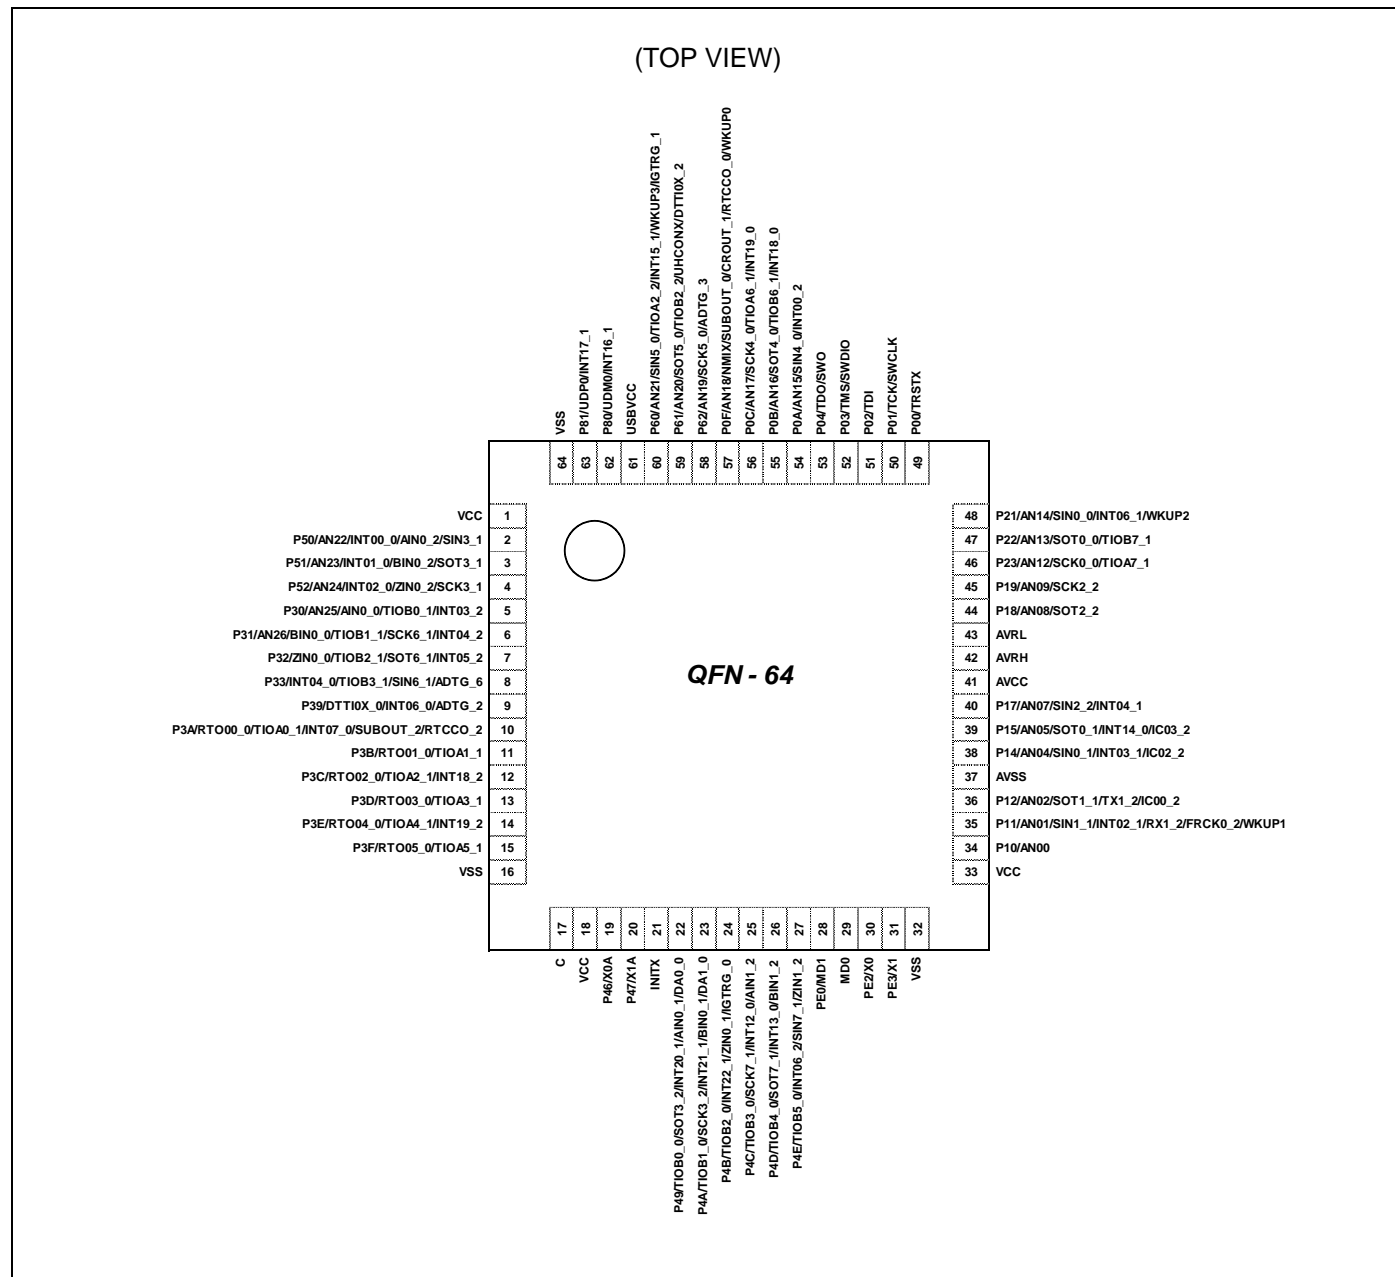 (TOP VIEW)
VSS
P81/UDP0/INT17_1
P80/UDM0/INT16_1
USBVCC
P60/AN21/SIN5_0/TIOA2_2/INT15_1/WKUP3/IGTRG_1
P61/AN20/SOT5_0/TIOB2_2/UHCONX/DTTI0X_2
P62/AN19/SCK5_0/ADTG_3
P0F/AN18/NMIX/SUBOUT_0/CROUT_1/RTCCO_0/WKUP0
P0C/AN17/SCK4_0/TIOA6_1/INT19_0
P0B/AN16/SOT4_0/TIOB6_1/INT18_0
P0A/AN15/SIN4_0/INT00_2
P04/TDO/SWO
P03/TMS/SWDIO
P02/TDI
P01/TCK/SWCLK
P00/TRSTX
64 63 62 61 60 59 58 57 56 55 54 53 52 51 50 49
VCC 1
P50/AN22/INT00_0/AIN0_2/SIN3_1 2
P51/AN23/INT01_0/BIN0_2/SOT3_1 3
P52/AN24/INT02_0/ZIN0_2/SCK3_1 4
P30/AN25/AIN0_0/TIOB0_1/INT03_2 5
P31/AN26/BIN0_0/TIOB1_1/SCK6_1/INT04_2 6
P32/ZIN0_0/TIOB2_1/SOT6_1/INT05_2 7
P33/INT04_0/TIOB3_1/SIN6_1/ADTG_6 8
P39/DTTI0X_0/INT06_0/ADTG_2 9
P3A/RTO00_0/TIOA0_1/INT07_0/SUBOUT_2/RTCCO_2 10
P3B/RTO01_0/TIOA1_1 11
P3C/RTO02_0/TIOA2_1/INT18_2 12
P3D/RTO03_0/TIOA3_1 13
P3E/RTO04_0/TIOA4_1/INT19_2 14
P3F/RTO05_0/TIOA5_1 15
VSS 16
QFN - 64
48 P21/AN14/SIN0_0/INT06_1/WKUP2
47 P22/AN13/SOT0_0/TIOB7_1
46 P23/AN12/SCK0_0/TIOA7_1
45 P19/AN09/SCK2_2
44 P18/AN08/SOT2_2
43 AVRL
42 AVRH
41 AVCC
40 P17/AN07/SIN2_2/INT04_1
39 P15/AN05/SOT0_1/INT14_0/IC03_2
38 P14/AN04/SIN0_1/INT03_1/IC02_2
37 AVSS
36 P12/AN02/SOT1_1/TX1_2/IC00_2
35 P11/AN01/SIN1_1/INT02_1/RX1_2/FRCK0_2/WKUP1
34 P10/AN00
33 VCC
17 18 19 20 21 22 23 24 25 26 27 28 29 30 31 32
C
VCC
P46/X0A
P47/X1A
INITX
P49/TIOB0_0/SOT3_2/INT20_1/AIN0_1/DA0_0
P4A/TIOB1_0/SCK3_2/INT21_1/BIN0_1/DA1_0
P4B/TIOB2_0/INT22_1/ZIN0_1/IGTRG_0
P4C/TIOB3_0/SCK7_1/INT12_0/AIN1_2
P4D/TIOB4_0/SOT7_1/INT13_0/BIN1_2
P4E/TIOB5_0/INT06_2/SIN7_1/ZIN1_2
PE0/MD1
MD0
PE2/X0
PE3/X1
VSS